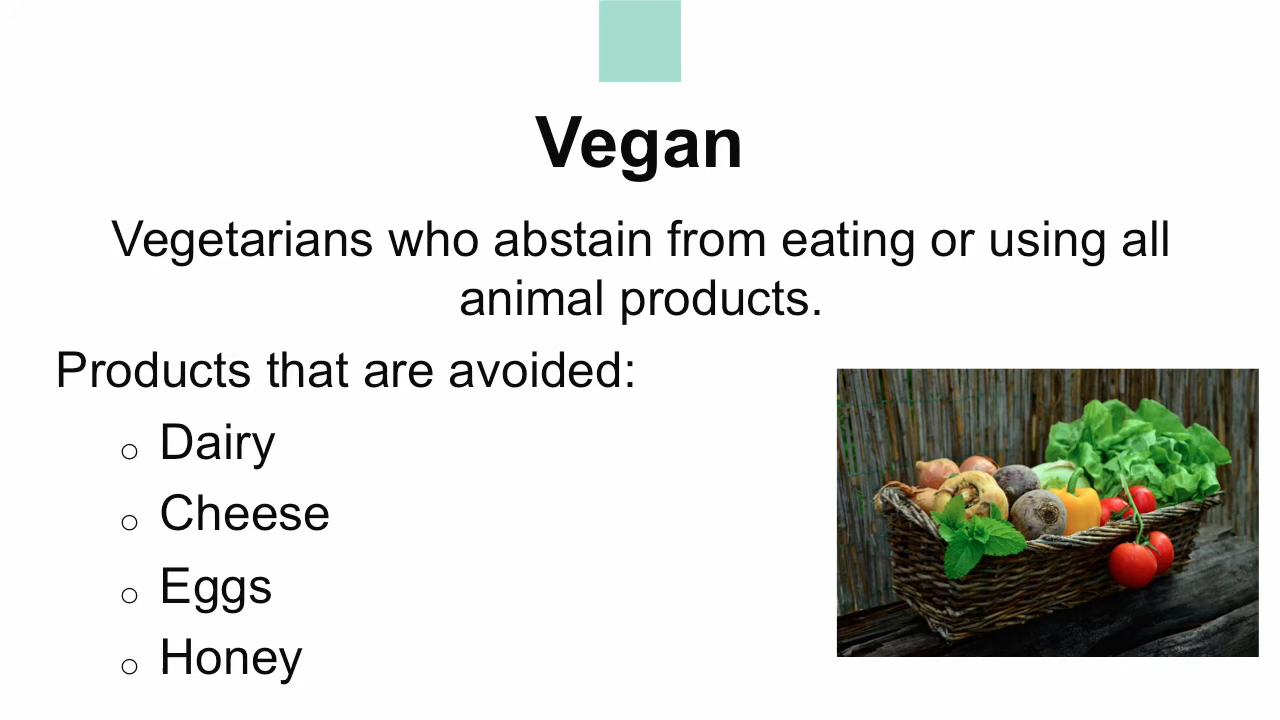 Vegan
Vegetarians who abstain from eating or using all
animal products.
Products that are avoided:
o Dairy
o Cheese
o Eggs
o Honey